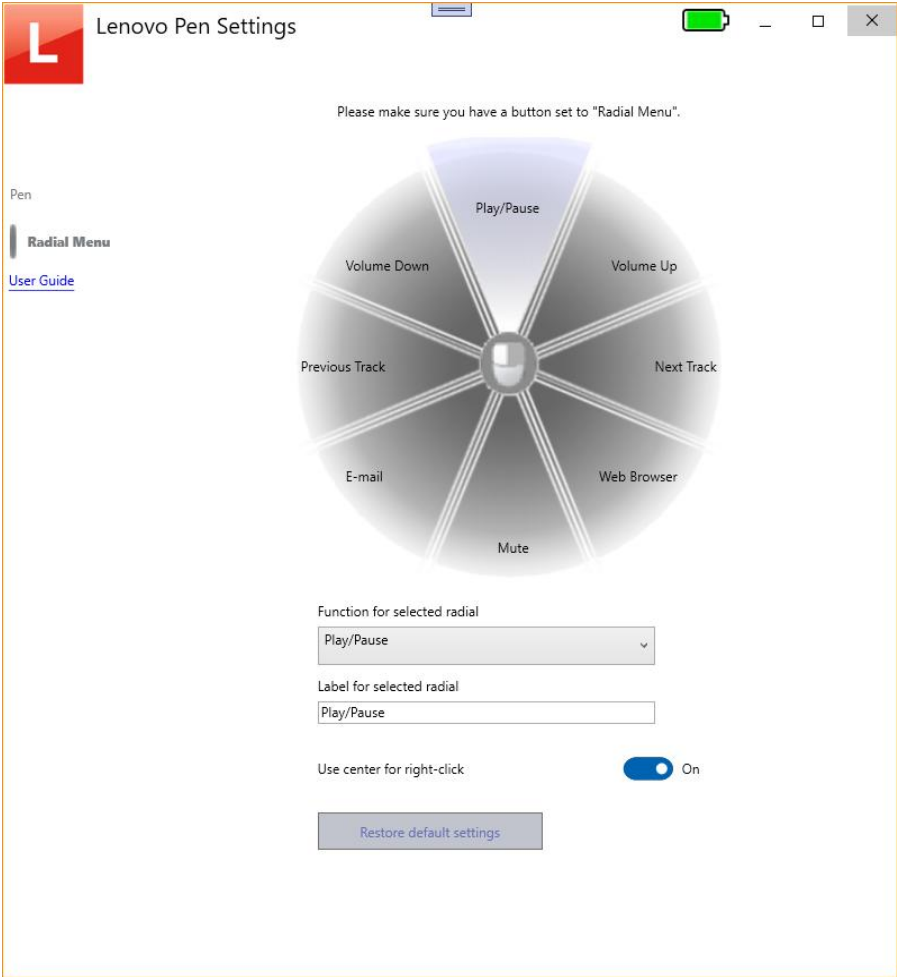 L
Lenovo Pen Settings
Please make sure you have a button set to "Radial Menu".
Pen
Radial Menu
User Guide
Play/Pause
Volume Down
Volume Up
Previous Track
Next Track
E-mail
Web Browser
Mute
Function for selected radial
Play/Pause
Label for selected radial
Play/Pause
Use center for right-click
On
Restore default settings